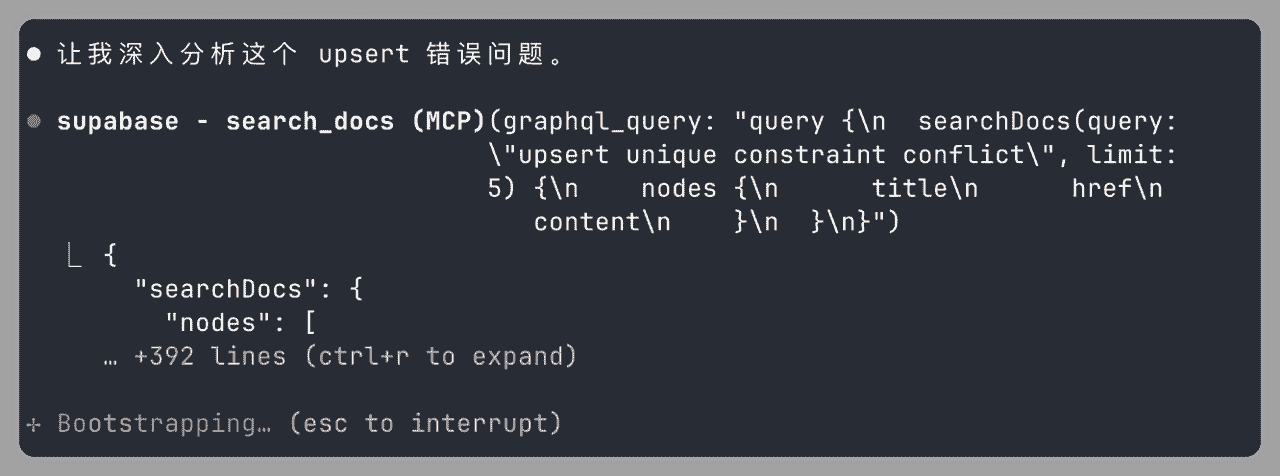 ● 让我深入分析这个 upsert 错误问题。
● supabase - search_docs (MCP)(graphql_query: "query {\n  searchDocs(query:
\"upsert unique constraint conflict\", limit:
5) {\n    nodes {\n      title\n      href\n
content\n    }\n  }\n}")
⎿ {
"searchDocs": {
"nodes": [
… +392 lines (ctrl+r to expand)
✢ Bootstrapping… (esc to interrupt)